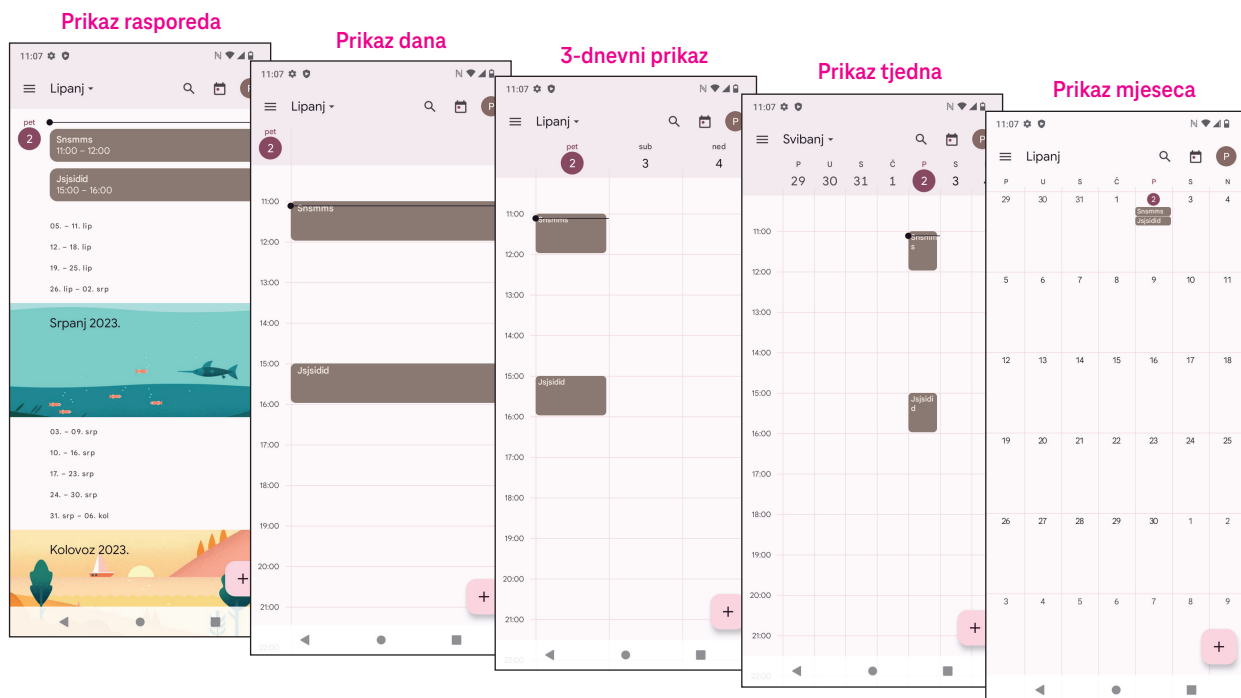 Prikaz rasporeda
11:07
Lipanj
P
pet
2
Snsmms
11:00 – 12:00
Jsjsidid
15:00 – 16:00
05. – 11. lip
12. – 18. lip
19. – 25. lip
26. lip – 02. srp
Srpanj 2023.
03. – 09. srp
10. – 16. srp
17. – 23. srp
24. – 30. srp
31. srp – 06. kol
Kolovoz 2023.
+
Prikaz dana
11:07
Lipanj
P
pet
2
11:00
Snsmms
12:00
13:00
14:00
15:00
Jsjsidid
16:00
17:00
18:00
19:00
20:00
21:00
22:00
+
3-dnevni prikaz
11:07
Lipanj
P
pet sub ned
2 3 4
11:00
Snsmms
12:00
13:00
14:00
15:00
Jsjsidid
16:00
17:00
18:00
19:00
20:00
21:00
22:00
+
Prikaz tjedna
11:07
Svibanj
P
P U S Č P S
29 30 31 1 2 3
11:00
Snsmm
s
12:00
13:00
14:00
15:00
Jsjsidi
d
16:00
17:00
18:00
19:00
20:00
21:00
22:00
+
Prikaz mjeseca
11:07
Lipanj
P
P U S Č P S N
29 30 31 1 2 3 4
Snsmms
Jsjsidid
5 6 7 8 9 10 11
12 13 14 15 16 17 18
19 20 21 22 23 24 25
26 27 28 29 30 1 2
3 4 5 6 7 8 9
+